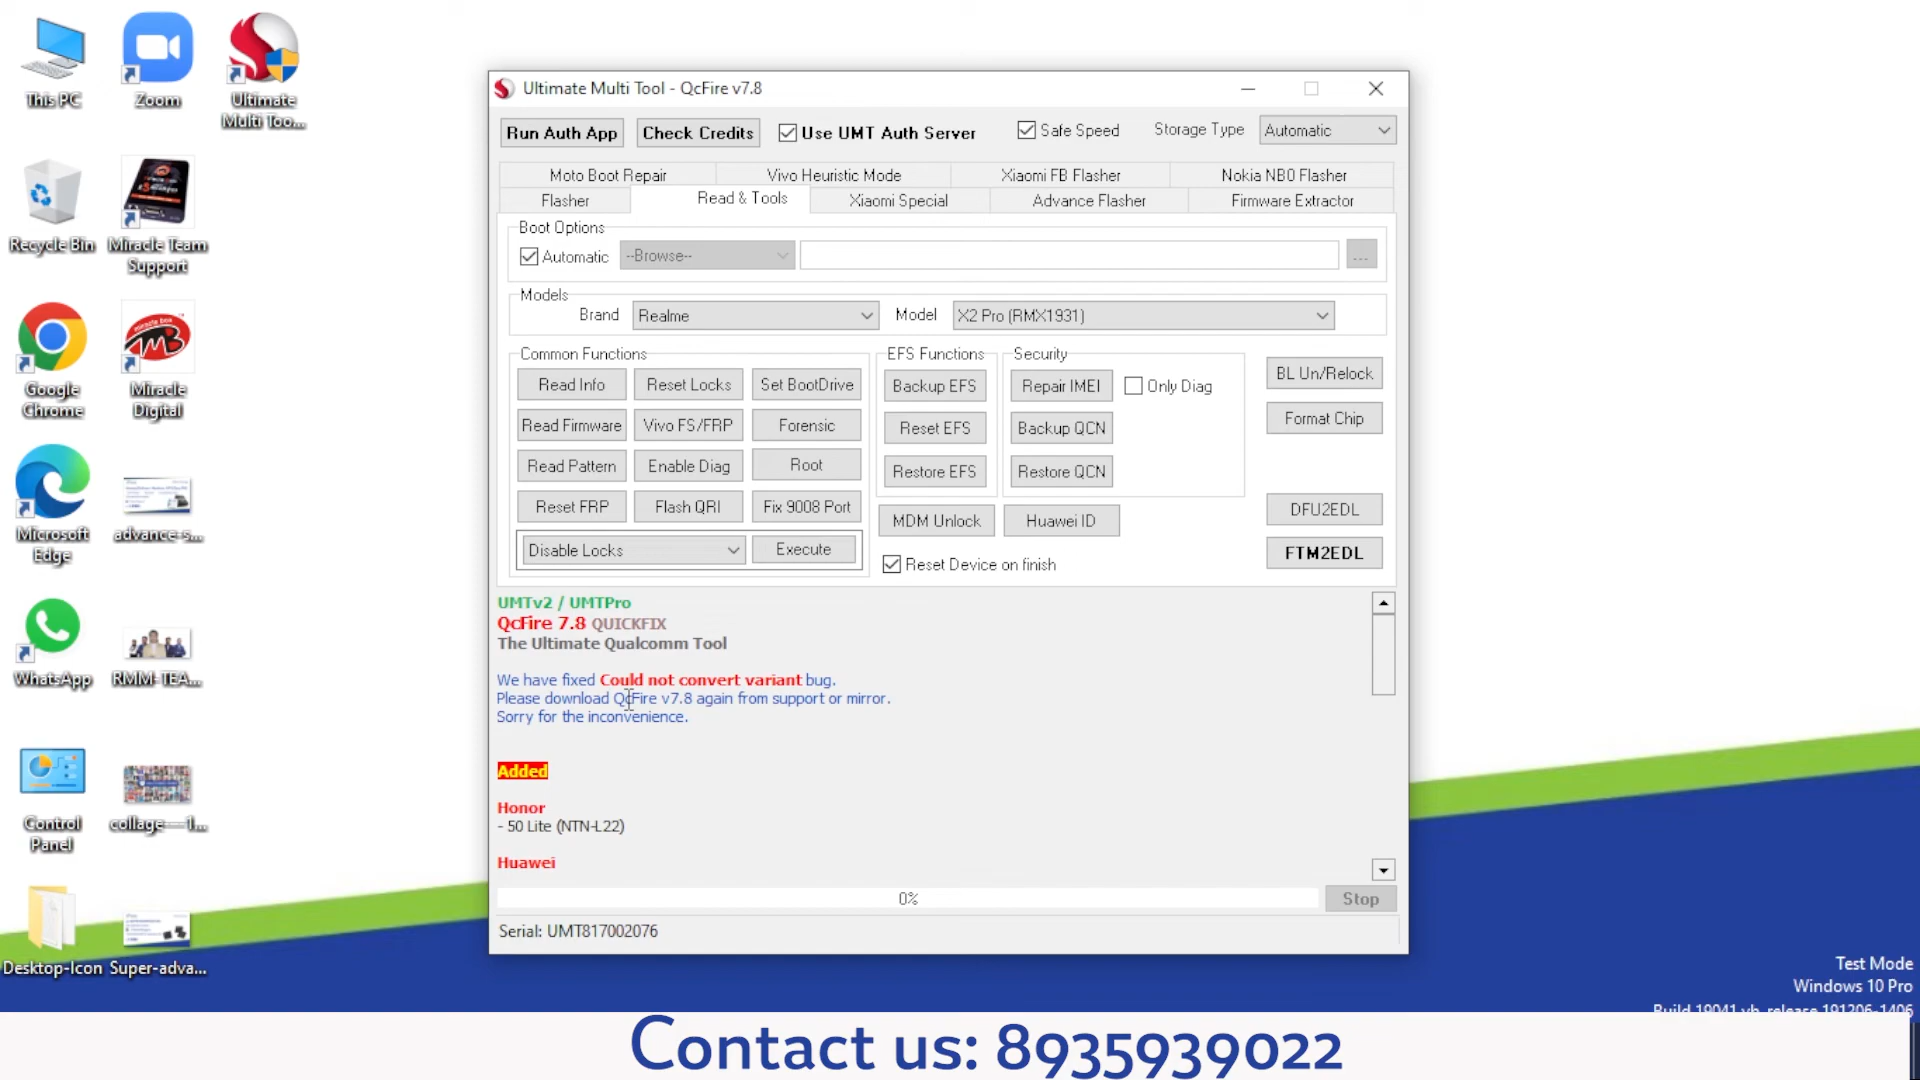 This PC
Zoom
Ultimate
Multi Too...
Recycle Bin
Miracle Team
Support
Google
Chrome
Miracle
Digital
Microsoft
Edge
advance-s...
WhatsApp
RMM-TEA...
Control
Panel
collage---1...
Desktop-Icon
Super-adva...
Ultimate Multi Tool - QcFire v7.8
Run Auth App
Check Credits
Use UMT Auth Server
Safe Speed
Storage Type
Automatic
Moto Boot Repair
Vivo Heuristic Mode
Xiaomi FB Flasher
Nokia NB0 Flasher
Flasher
Read & Tools
Xiaomi Special
Advance Flasher
Firmware Extractor
Boot Options
Automatic
--Browse--
...
Models
Brand
Realme
Model
X2 Pro (RMX1931)
Common Functions
Read Info
Reset Locks
Set BootDrive
Read Firmware
Vivo FS/FRP
Forensic
Read Pattern
Enable Diag
Root
Reset FRP
Flash QRI
Fix 9008 Port
Disable Locks
Execute
EFS Functions
Backup EFS
Reset EFS
Restore EFS
Security
Repair IMEI
Only Diag
Backup QCN
Restore QCN
MDM Unlock
Huawei ID
Reset Device on finish
BL Un/Relock
Format Chip
DFU2EDL
FTM2EDL
UMTv2 / UMTPro
QcFire 7.8 QUICKFIX
The Ultimate Qualcomm Tool
We have fixed Could not convert variant bug.
Please download QcFire v7.8 again from support or mirror.
Sorry for the inconvenience.
Added
Honor
- 50 Lite (NTN-L22)
Huawei
0%
Stop
Serial: UMT817002076
Test Mode
Windows 10 Pro
Build 19041.vb_release.191206-1406
Contact us: 8935939022